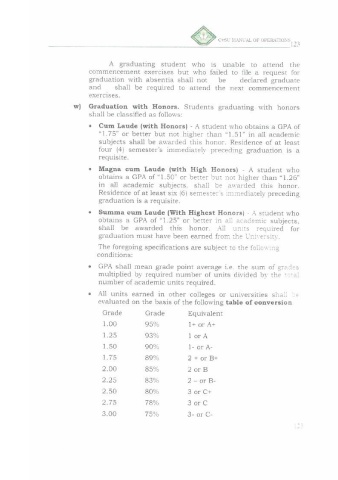 CVSC MANUAL OF OPERATIONS 123
A graduating student who is unable to attend the
commencement exercises but who failed to file a request for
graduation with absentia shall not be declared graduate
and shall be required to attend the next commencement
exercises.
w) Graduation with Honors. Students graduating with honors
shall be classified as follows:
• Cum Laude (with Honors) - A student who obtains a GPA of
"1.75" or better but not higher than "1.51" in all academic
subjects shall be awarded this honor. Residence of at least
four (4) semester's immediately preceding graduation is a
requisite.
• Magna cum Laude (with High Honors) - A student who
obtains a GPA of "1.50" or better but not higher than "1.26"
in all academic subjects, shall be awarded this honor.
Residence of at least six (6) semester's immediately preceding
graduation is a requisite.
• Summa cum Laude (With Highest Honors) - A student who
obtains a GPA of "1.25" or better in all academic subjects,
shall be awarded this honor. All units required for
graduation must have been earned from the University.
The foregoing specifications are subject to the following
conditions:
• GPA shall mean grade point average i.e. the sum of grades
multiplied by required number of units divided by the total
number of academic units required.
• All units earned in other colleges or universities shall be
evaluated on the basis of the following table of conversion
Grade Grade Equivalent
1.00 95% 1+ or A+
1.25 93% 1 or A
1.50 90% 1- or A-
1.75 89% 2 + or B+
2.00 85% 2 or B
2.25 83% 2 – or B-
2.50 80% 3 or C+
2.75 78% 3 or C
3.00 75% 3- or C-